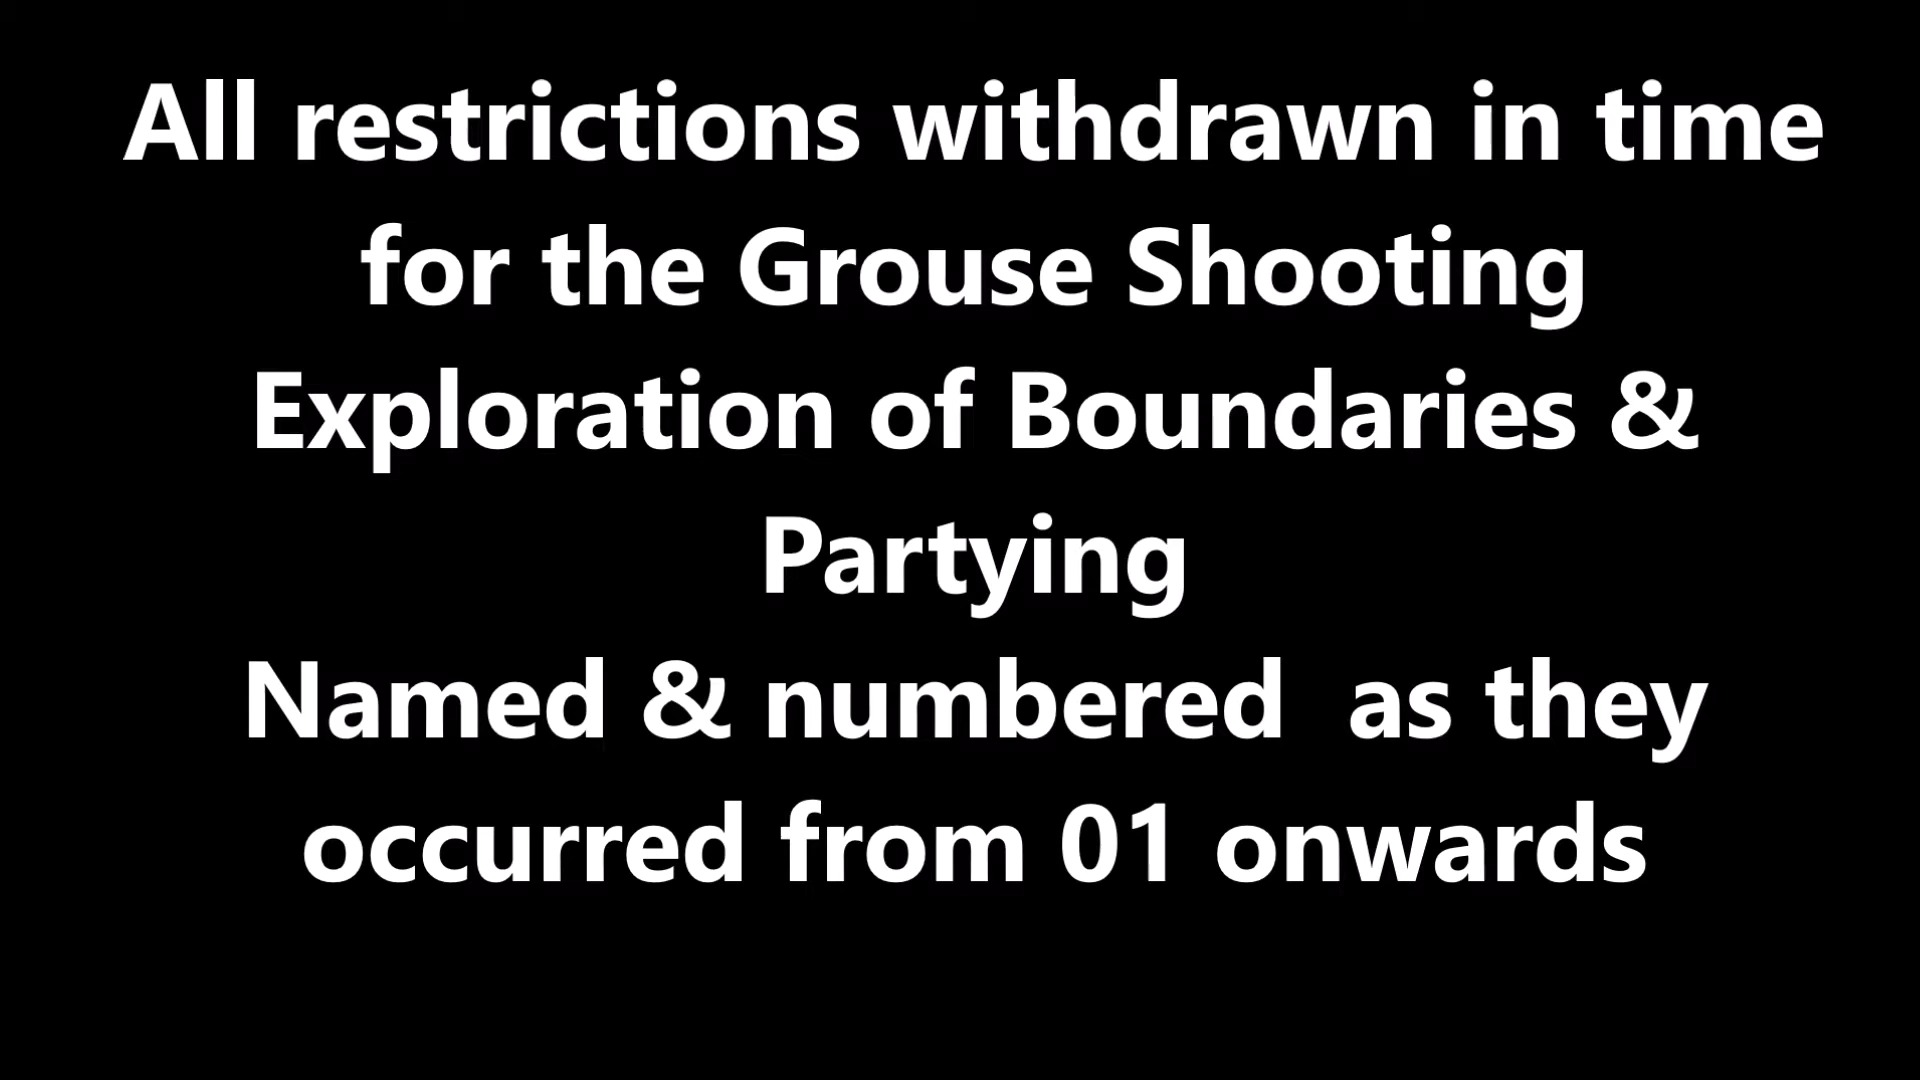 All restrictions withdrawn in time
for the Grouse Shooting
Exploration of Boundaries &
Partying
Named & numbered  as they
occurred from 01 onwards